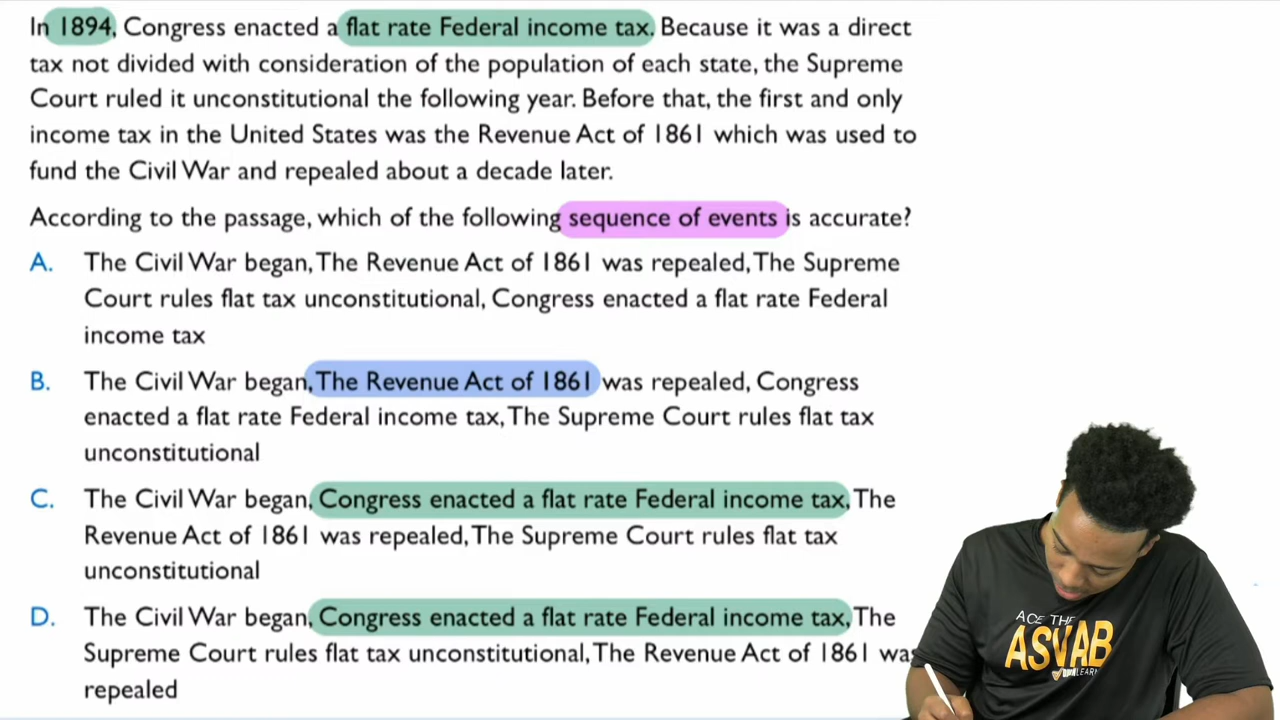 In 1894, Congress enacted a flat rate Federal income tax. Because it was a direct
tax not divided with consideration of the population of each state, the Supreme
Court ruled it unconstitutional the following year. Before that, the first and only
income tax in the United States was the Revenue Act of 1861 which was used to
fund the Civil War and repealed about a decade later.
According to the passage, which of the following sequence of events is accurate?
A. The Civil War began, The Revenue Act of 1861 was repealed, The Supreme
Court rules flat tax unconstitutional, Congress enacted a flat rate Federal
income tax
B. The Civil War began, The Revenue Act of 1861 was repealed, Congress
enacted a flat rate Federal income tax, The Supreme Court rules flat tax
unconstitutional
C. The Civil War began, Congress enacted a flat rate Federal income tax, The
Revenue Act of 1861 was repealed, The Supreme Court rules flat tax
unconstitutional
D. The Civil War began, Congress enacted a flat rate Federal income tax, The
Supreme Court rules flat tax unconstitutional, The Revenue Act of 1861 was
repealed
ACE THE
ASVAB